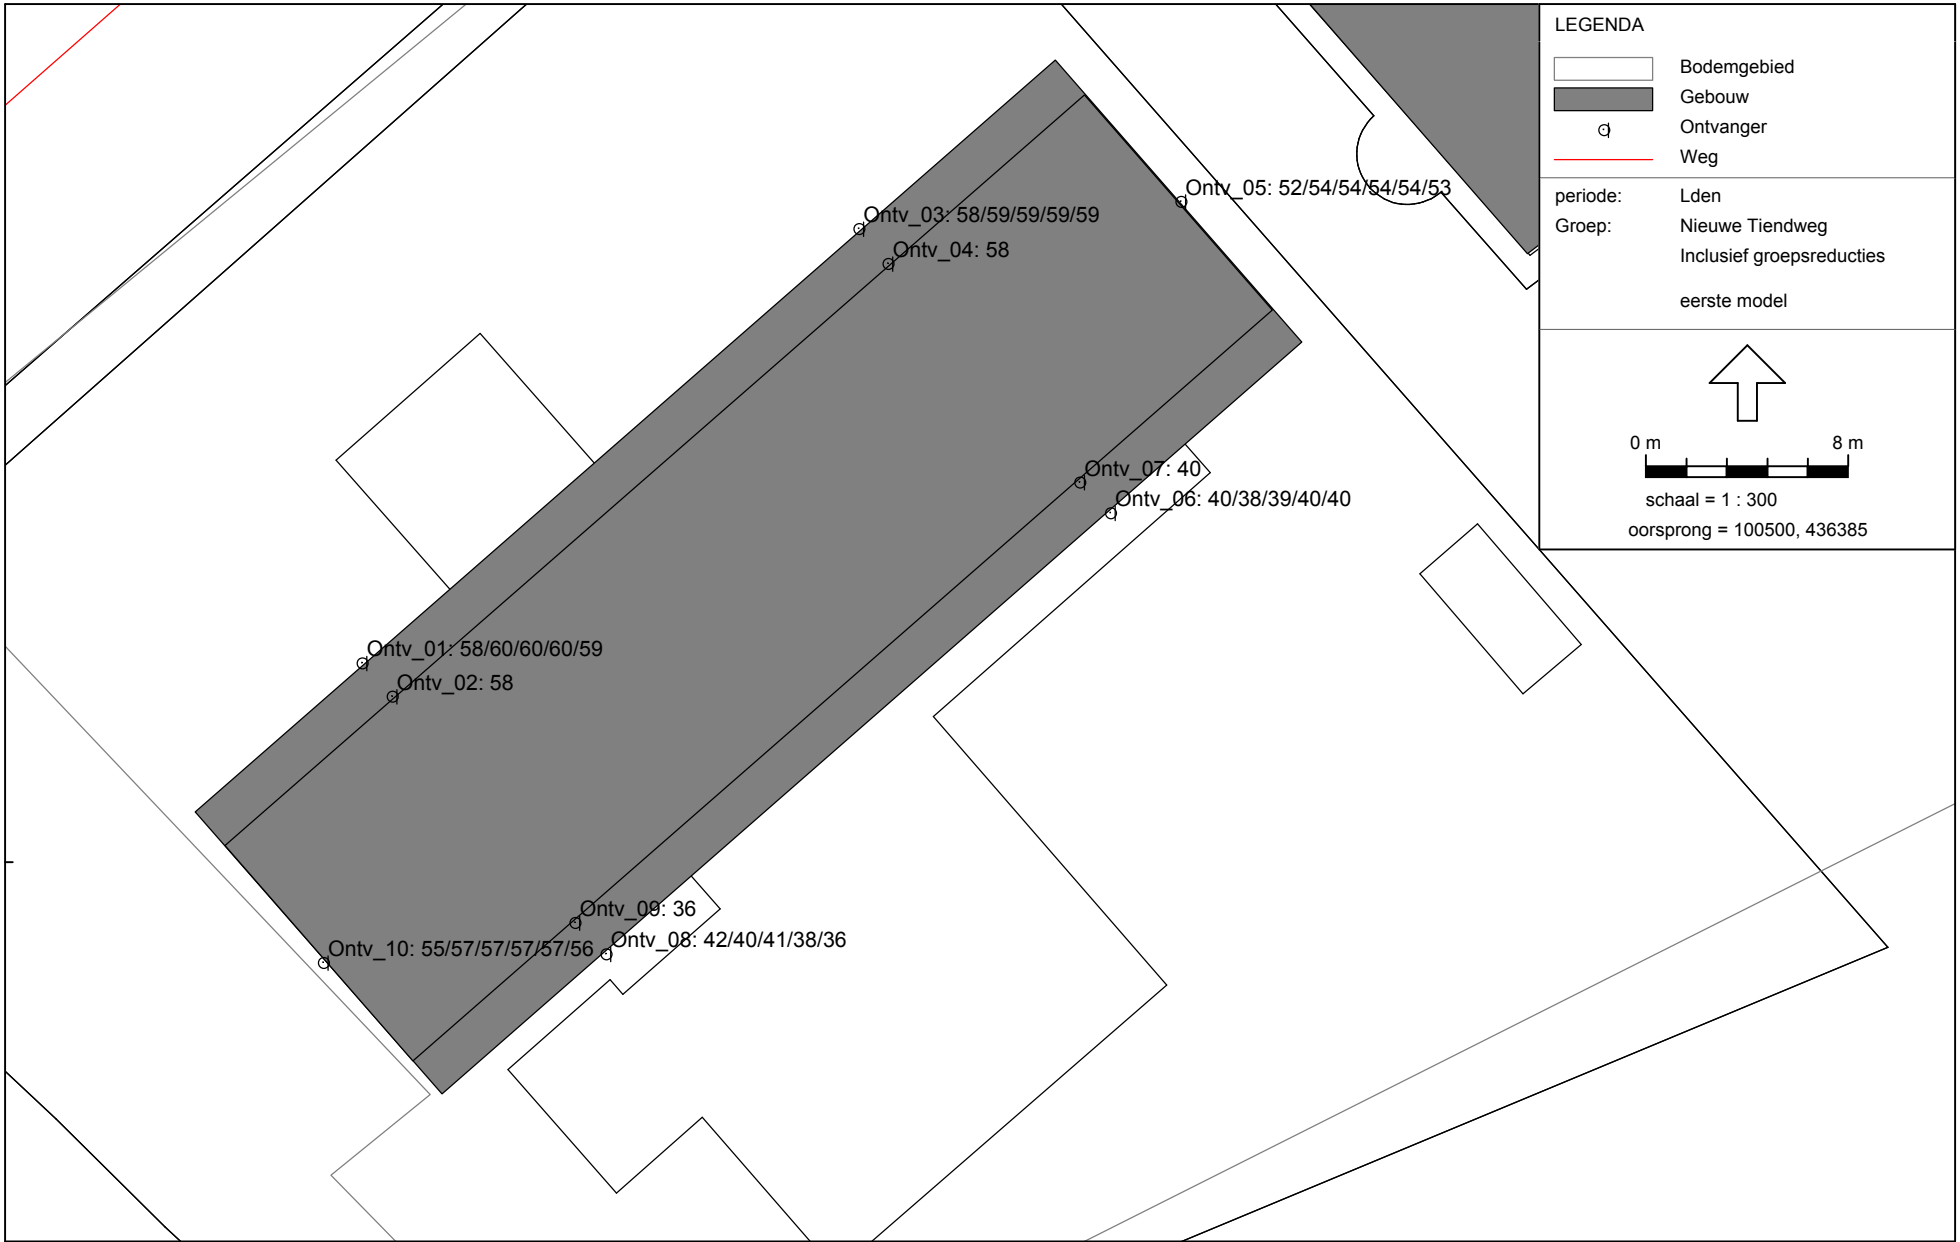 LEGENDA
Bodemgebied
Gebouw
Ontvanger
Weg
periode: Lden
Groep: Nieuwe Tiendweg
Inclusief groepsreducties
eerste model
0 m 8 m
schaal = 1 : 300
oorsprong = 100500, 436385
Ontv_05: 52/54/54/54/54/53
Ontv_03: 58/59/59/59/59
Ontv_04: 58
Ontv_07: 40
Ontv_06: 40/38/39/40/40
Ontv_01: 58/60/60/60/59
Ontv_02: 58
Ontv_09: 36
Ontv_08: 42/40/41/38/36
Ontv_10: 55/57/57/57/57/56